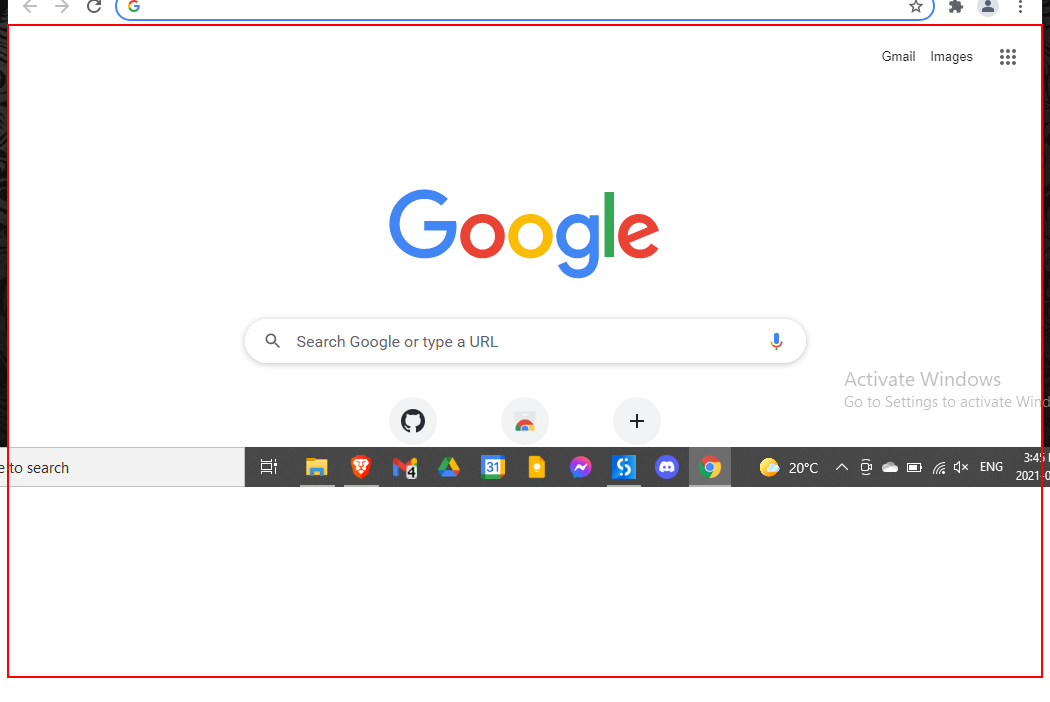 Gmail Images
Google
Search Google or type a URL
Activate Windows
Go to Settings to activate
to search
4
31
20°C
ENG
3:45
2021-0